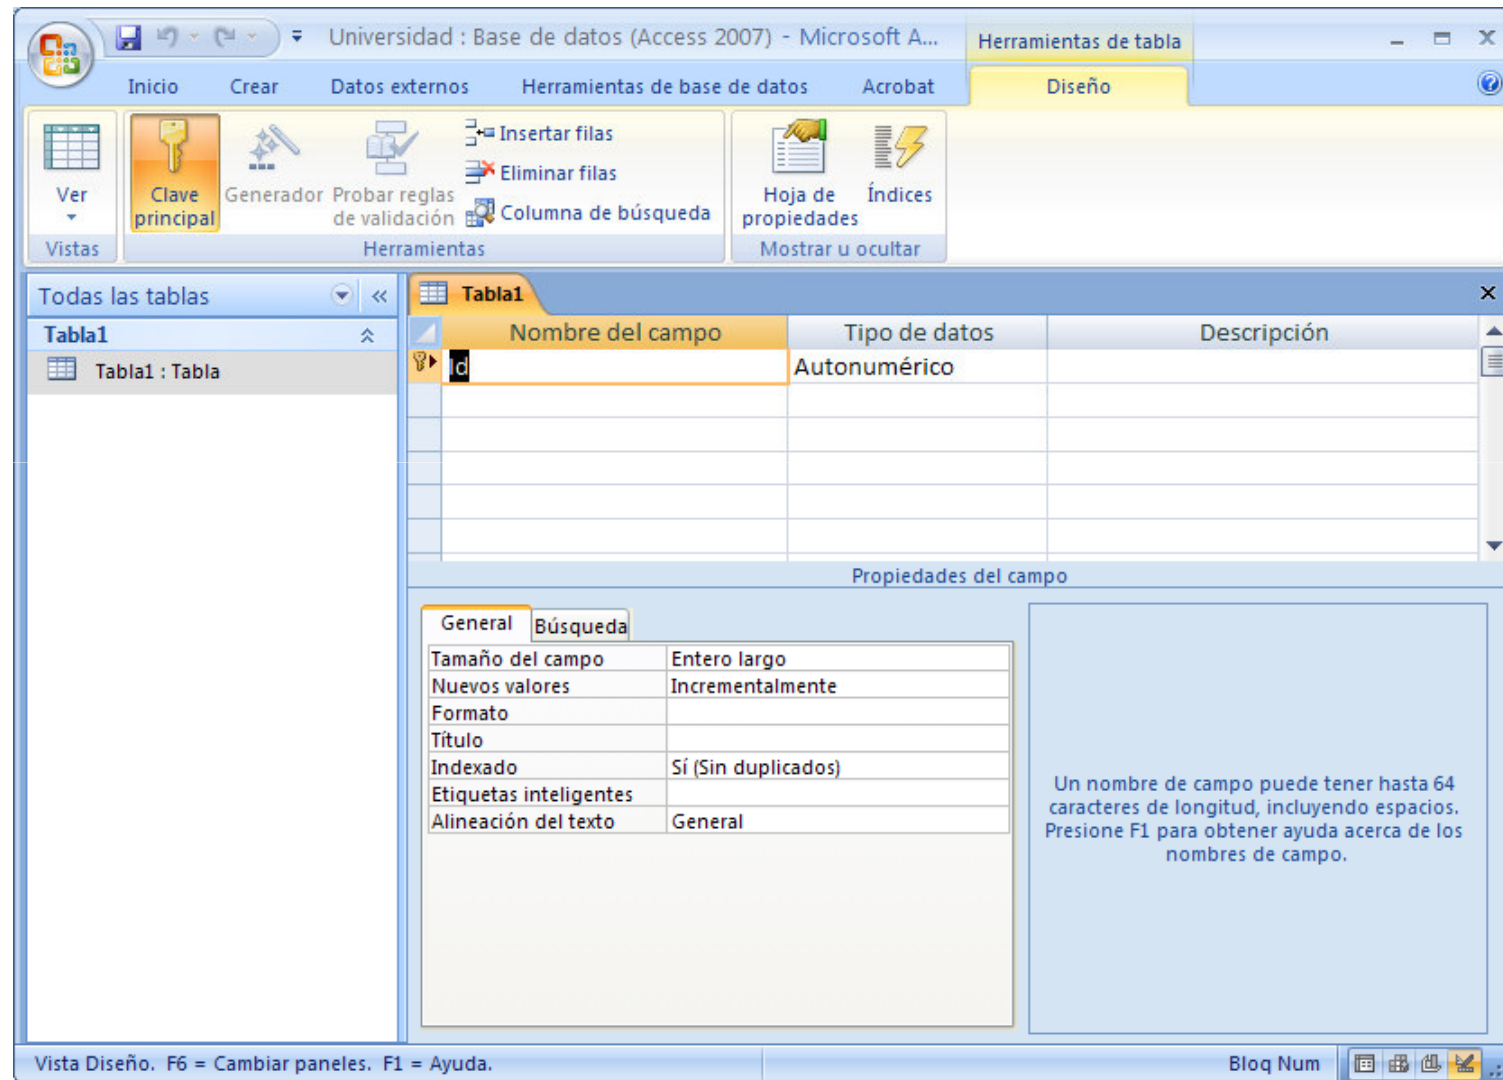 Universidad : Base de datos (Access 2007) - Microsoft A...
Herramientas de tabla
Inicio Crear Datos externos Herramientas de base de datos Acrobat Diseño
Ver
Vistas
Clave
principal
Generador
Probar reglas
de validación
Insertar filas
Eliminar filas
Columna de búsqueda
Herramientas
Hoja de
propiedades
Índices
Mostrar u ocultar
Todas las tablas
Tabla1
Tabla1 : Tabla
Tabla1
Nombre del campo Tipo de datos Descripción
Id Autonumérico
Propiedades del campo
General Búsqueda
Tamaño del campo Entero largo
Nuevos valores Incrementalmente
Formato
Título
Indexado Sí (Sin duplicados)
Etiquetas inteligentes
Alineación del texto General
Un nombre de campo puede tener hasta 64
caracteres de longitud, incluyendo espacios.
Presione F1 para obtener ayuda acerca de los
nombres de campo.
Vista Diseño. F6 = Cambiar paneles. F1 = Ayuda.
Bloq Num